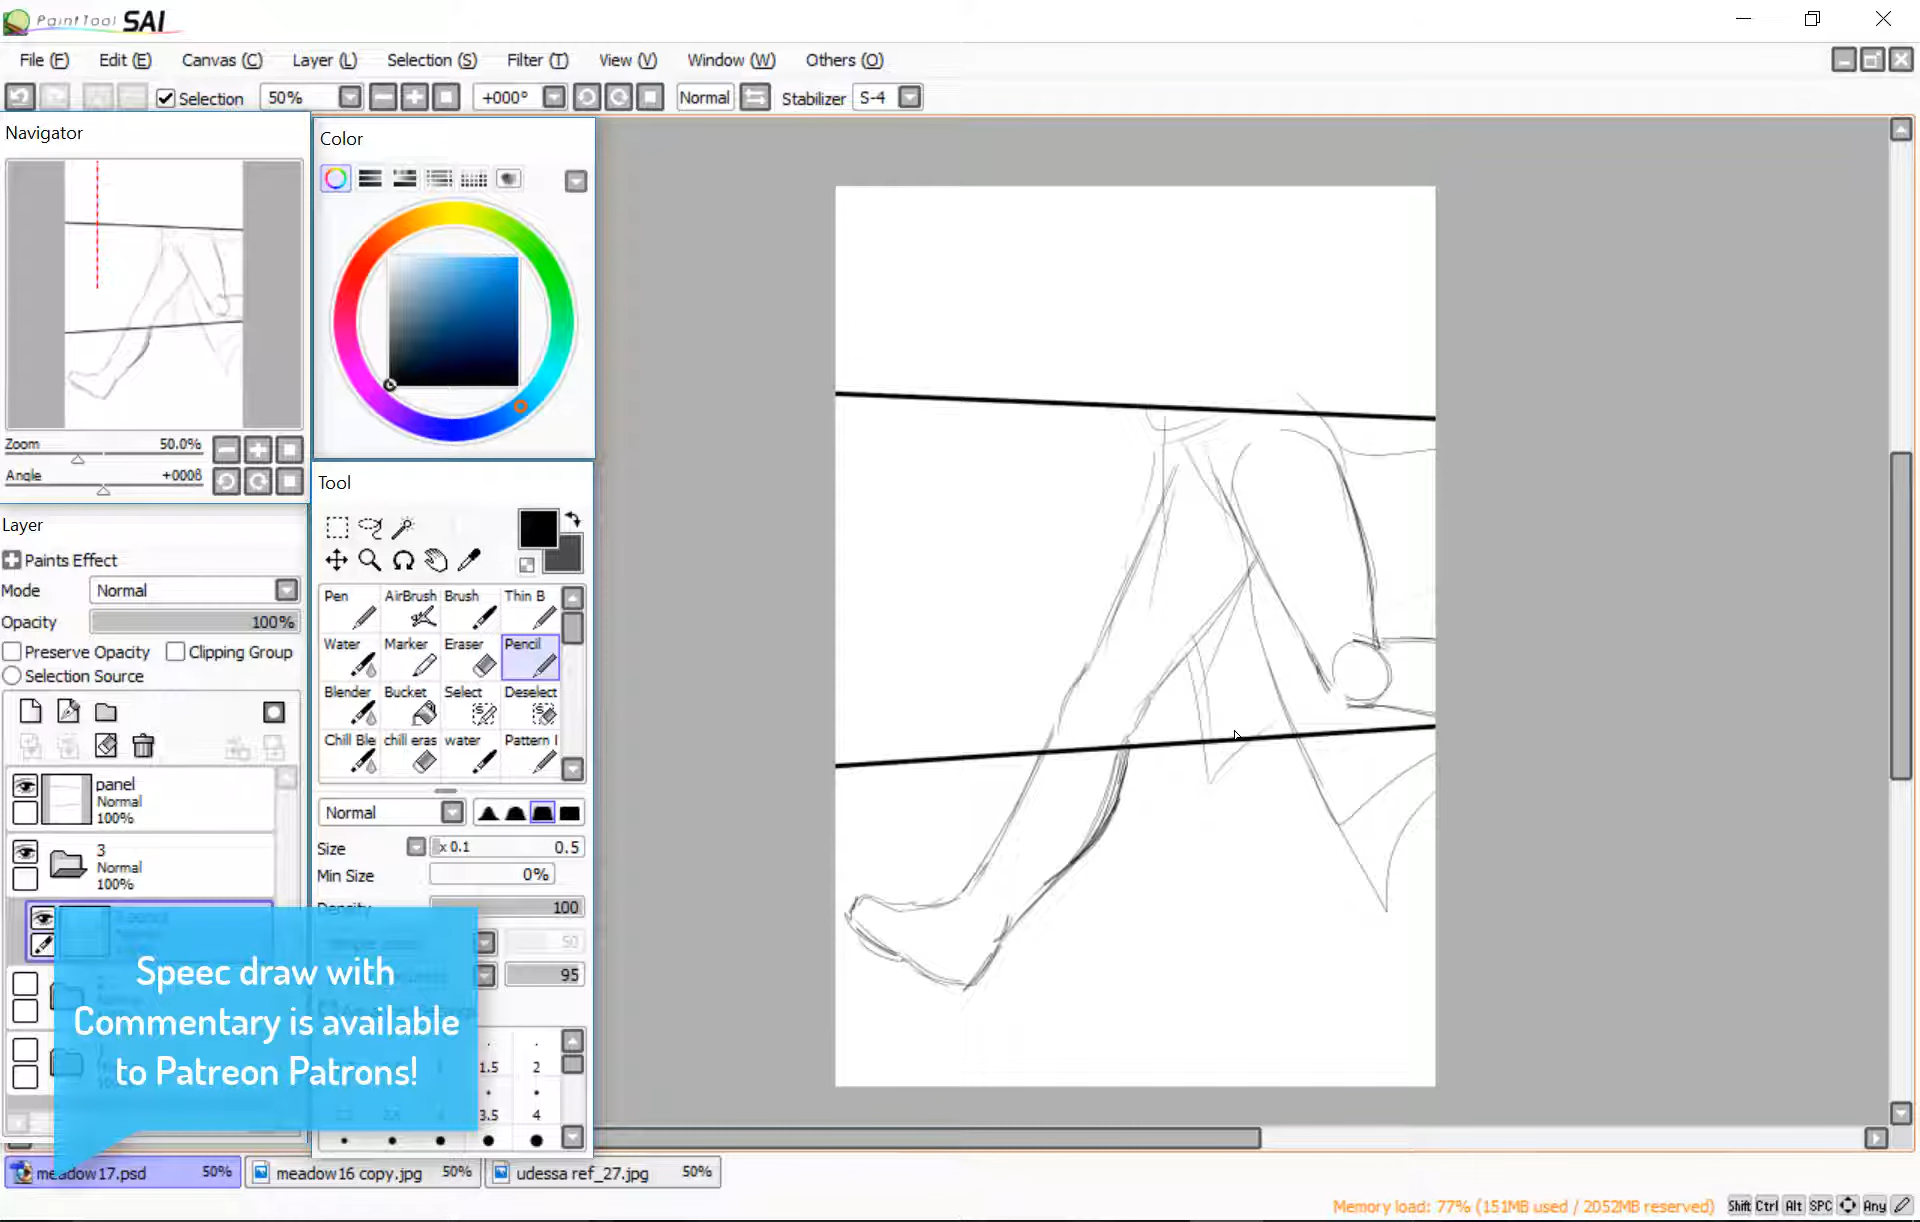 PaintTool SAI
File (F) Edit (E) Canvas (C) Layer (L) Selection (S) Filter (T) View (V) Window (W) Others (O)
Selection 50% +000° Normal Stabilizer S-4
Navigator
Zoom 50.0%
Angle +000ß
Color
Layer
Paints Effect
Mode Normal
Opacity 100%
Preserve Opacity Clipping Group
Selection Source
panel
Normal
100%
3
Normal
100%
Tool
Pen AirBrush Brush Thin B
Water Marker Eraser Pencil
Blender Bucket Select Deselect
Chill Ble chill eras water Pattern I
Normal
Size x 0.1 0.5
Min Size 0%
Density 100
50
95
1.5 2
3.5 4
Speec draw with
Commentary is available
to Patreon Patrons!
meadow17.psd 50% meadow16 copy.jpg 50% udessa ref_27.jpg 50%
Memory load: 77% (151MB used / 2052MB reserved) Shift Ctrl Alt SPC Any